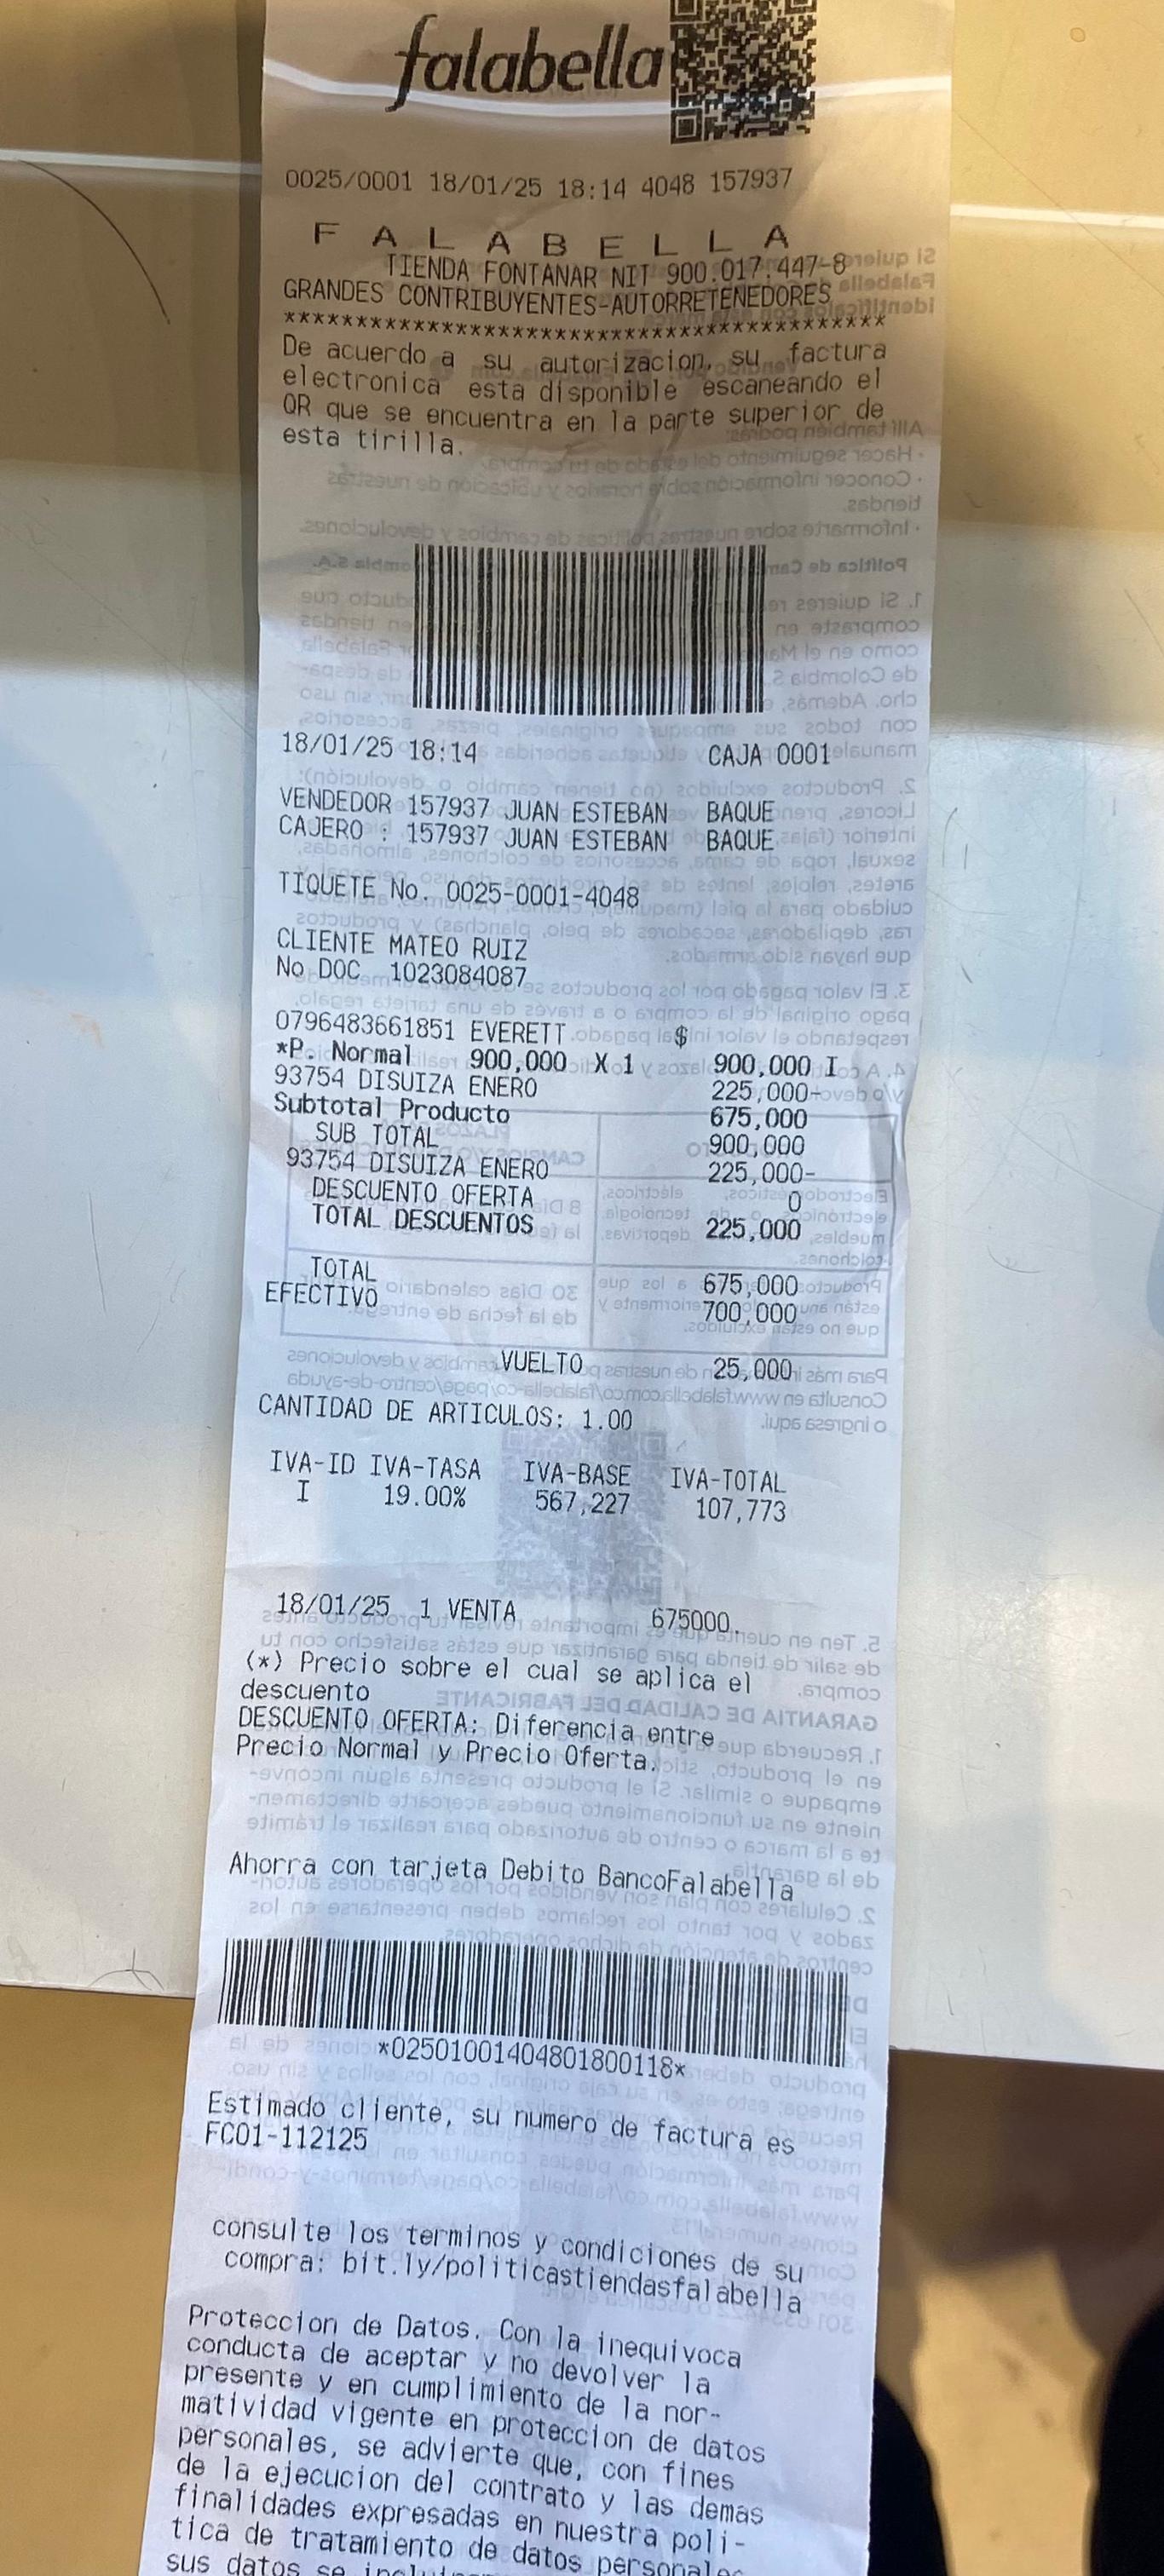 falabella
0025/0001 18/01/25 18:14 4048 157937
F A L A B E L L A
TIENDA FONTANAR NIT 900.017.447-8
GRANDES CONTRIBUYENTES-AUTORRETENEDORES
******************************************
De acuerdo a su autorizacion, su factura
electronica esta disponible escaneando el
QR que se encuentra en la parte superior de
esta tirilla.
18/01/25 18:14 CAJA 0001
VENDEDOR 157937 JUAN ESTEBAN BAQUE
CAJERO : 157937 JUAN ESTEBAN BAQUE
TIQUETE No. 0025-0001-4048
CLIENTE MATEO RUIZ
No DOC 1023084087
0796483661851 EVERETT $
*P. Normal 900,000 X 1 900,000 I
93754 DISUIZA ENERO 225,000-
Subtotal Producto 675,000
SUB TOTAL 900,000
93754 DISUIZA ENERO 225,000-
DESCUENTO OFERTA 0
TOTAL DESCUENTOS 225,000
TOTAL 675,000
EFECTIVO 700,000
VUELTO 25,000
CANTIDAD DE ARTICULOS: 1.00
IVA-ID IVA-TASA IVA-BASE IVA-TOTAL
I 19.00% 567,227 107,773
18/01/25 1 VENTA 675000.
(*) Precio sobre el cual se aplica el
descuento
DESCUENTO OFERTA: Diferencia entre
Precio Normal y Precio Oferta.
Ahorra con tarjeta Debito BancoFalabella
*02501001404801800118*
Estimado cliente, su numero de factura es
FC01-112125
consulte los terminos y condiciones de su
compra: bit.ly/politicastiendasfalabella
Proteccion de Datos. Con la inequivoca
conducta de aceptar y no devolver la
presente y en cumplimiento de la nor-
matividad vigente en proteccion de datos
personales, se advierte que, con fines
de la ejecucion del contrato y las demas
finalidades expresadas en nuestra poli-
tica de tratamiento de datos personales
sus datos se